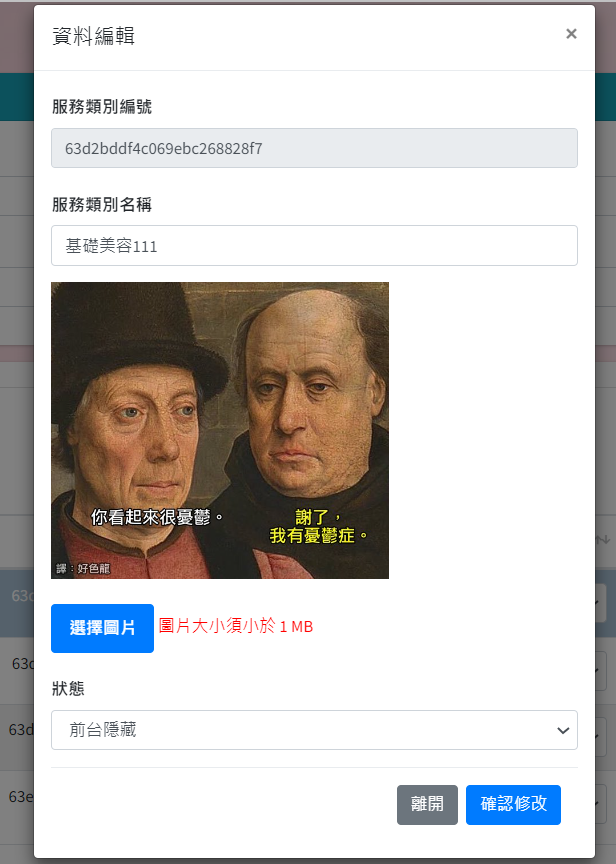 資料編輯
×
服務類別編號
63d2bddf4c069ebc268828f7
服務類別名稱
基礎美容111
你看起來很憂鬱。
謝了，
我有憂鬱症。
譯：好色龍
選擇圖片
圖片大小須小於 1 MB
狀態
前台隱藏
離開
確認修改
63d
63d
63e